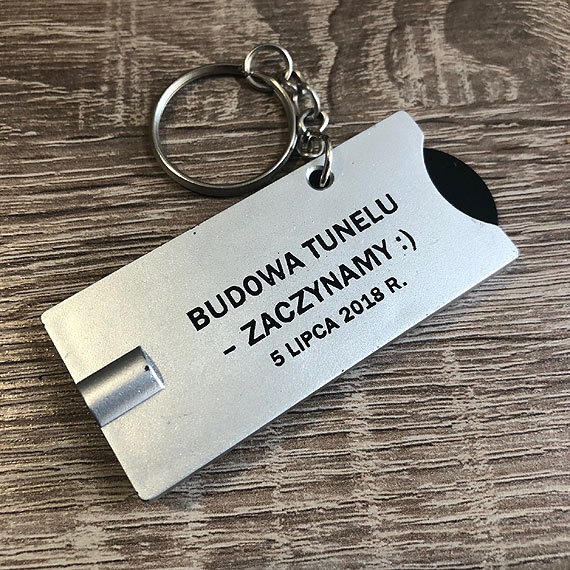 BUDOWA TUNELU
– ZACZYNAMY :)
5 LIPCA 2018 R.